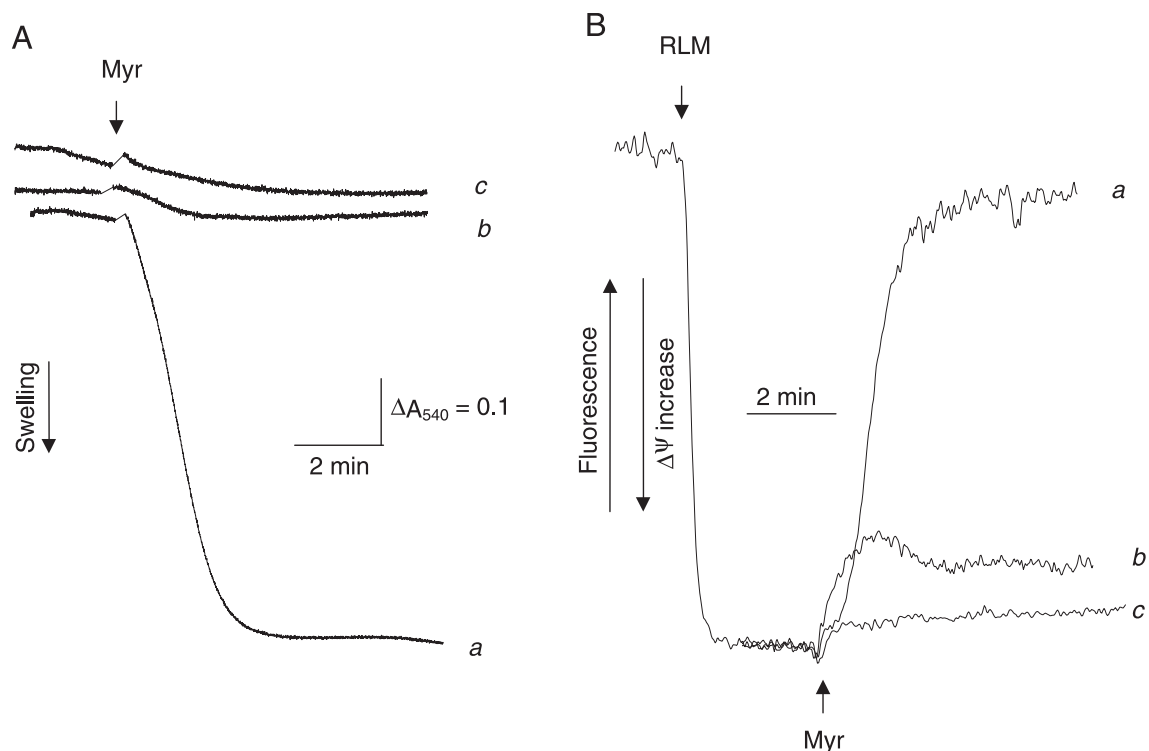 A
Myr
c
b
Swelling
ΔA540 = 0.1
2 min
a
B
RLM
a
Fluorescence
ΔΨ increase
2 min
b
c
Myr